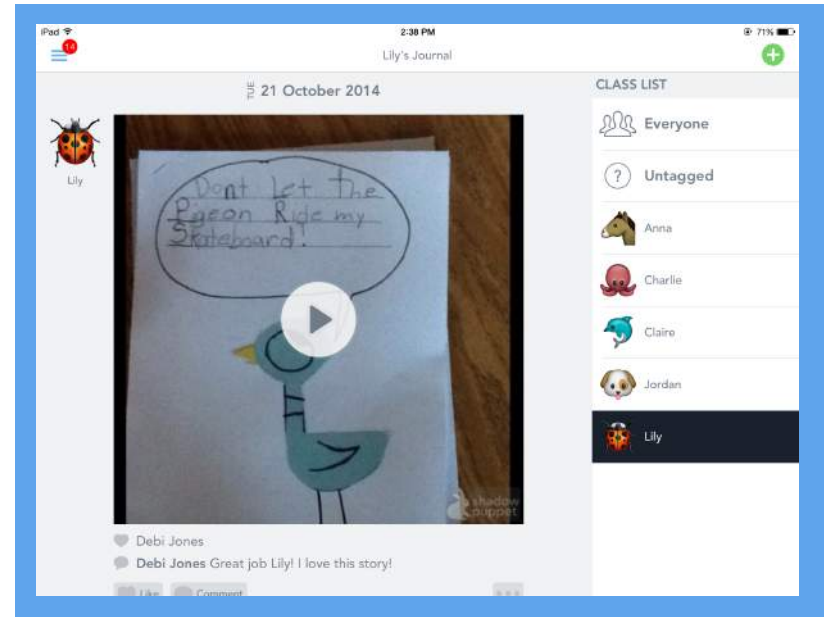 iPad
2:38 PM
71%
14
Lily's Journal
TUE 21 October 2014
Lily
Dont Let the
Pigeon Ride my
Skateboard!
shadow
puppet
Debi Jones
Debi Jones Great job Lily! I love this story!
Like Comment
CLASS LIST
Everyone
? Untagged
Anna
Charlie
Claire
Jordan
Lily